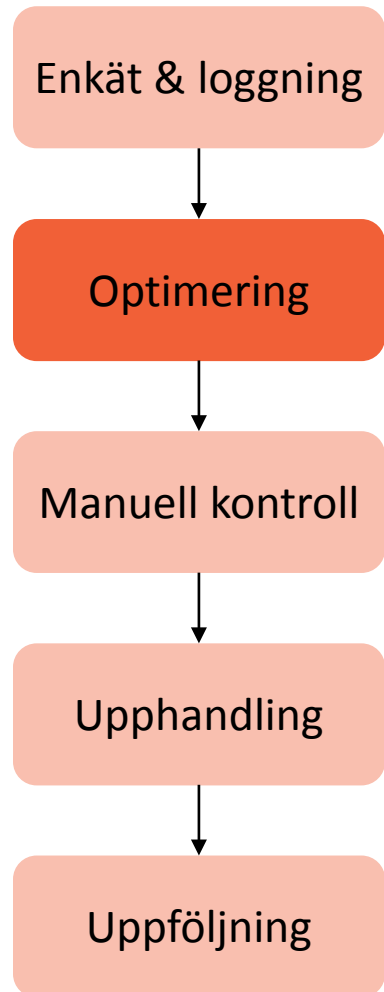 Enkät & loggning
Optimering
Manuell kontroll
Upphandling
Uppföljning